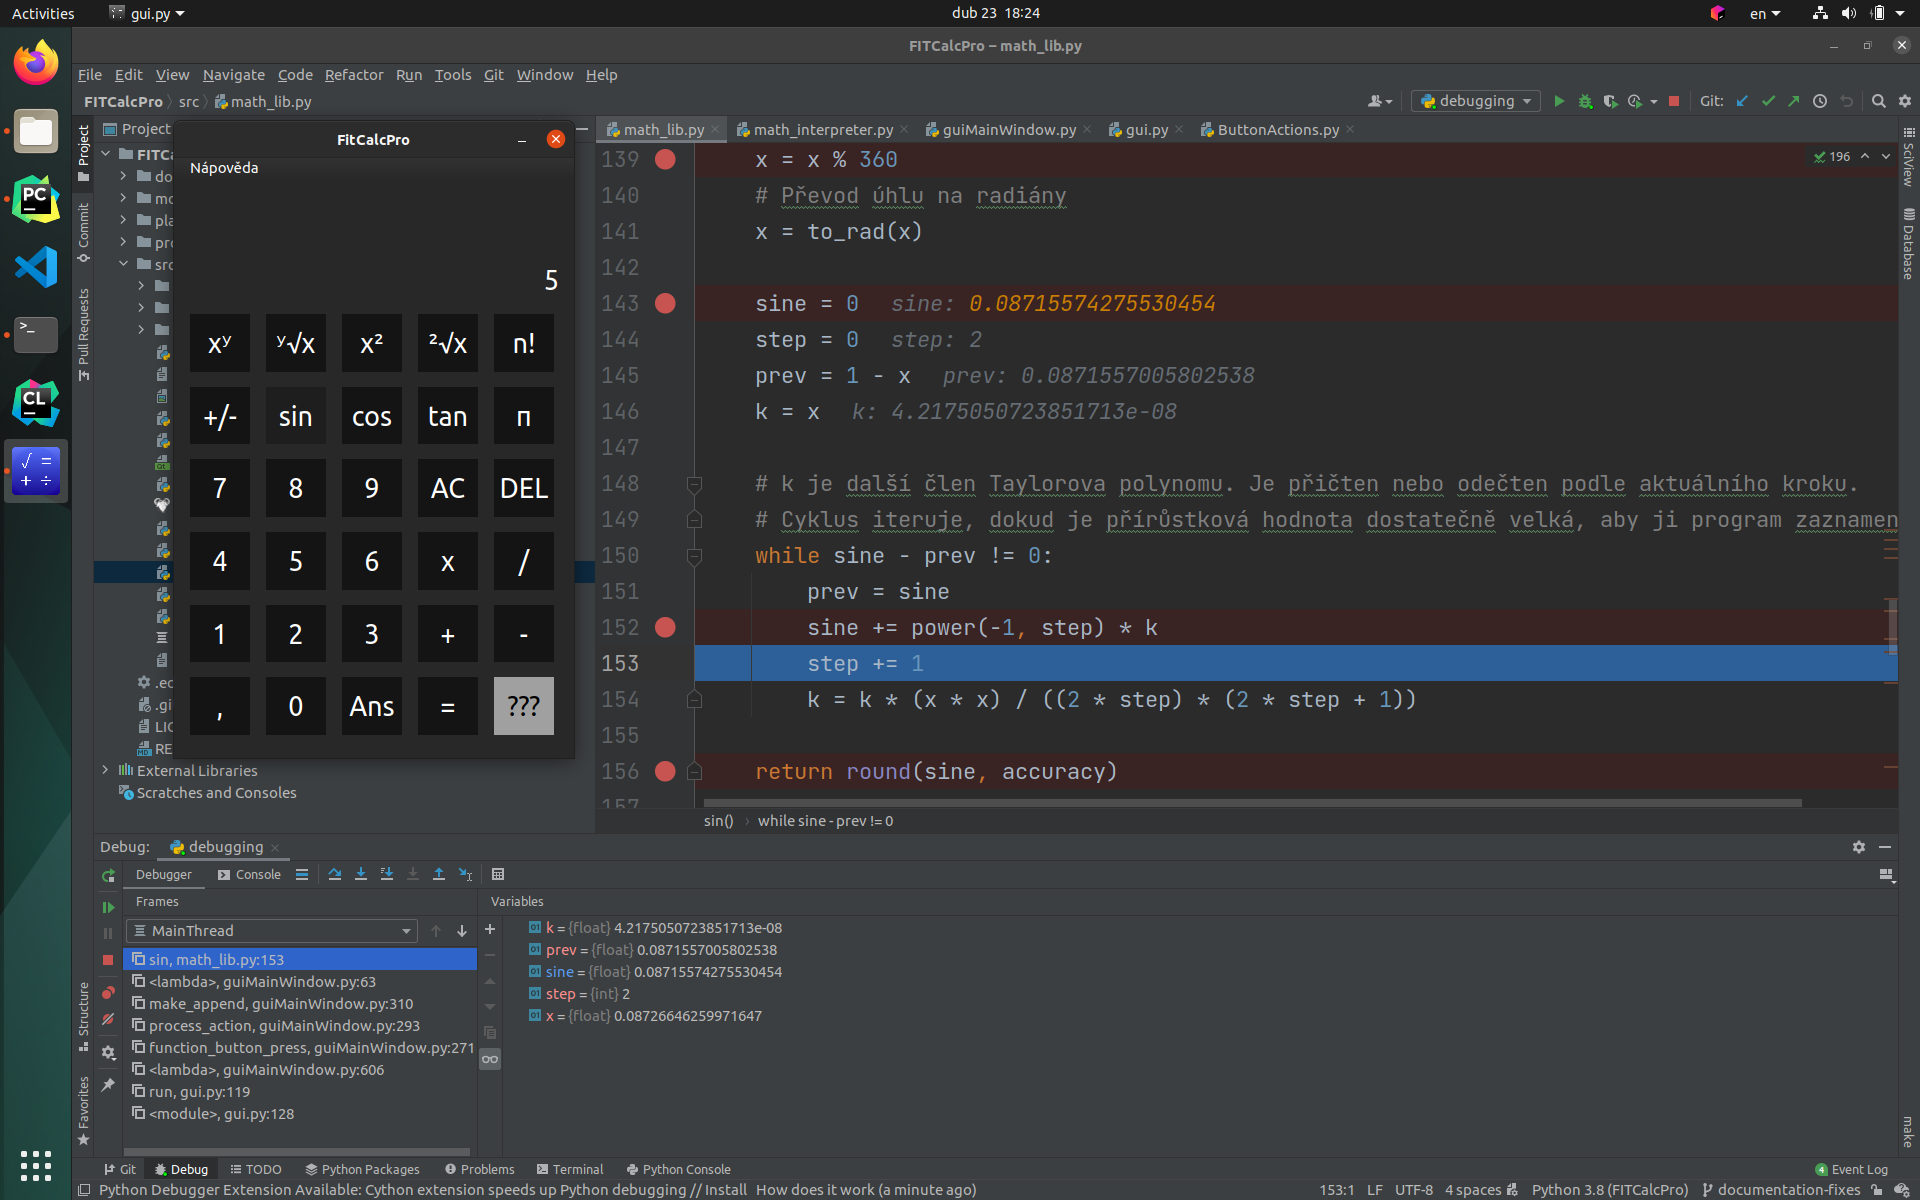 Activities
gui.py
dub 23 18:24
en
FITCalcPro – math_lib.py
File Edit View Navigate Code Refactor Run Tools Git Window Help
FITCalcPro src math_lib.py
debugging
Git:
Project
Commit
Pull Requests
Structure
Favorites
Project
FITCa
do
mo
pla
pro
src
.ec
.gi
LIC
RE
External Libraries
Scratches and Consoles
FitCalcPro
Nápověda
5
xʸ ʸ√x x² ²√x n!
+/- sin cos tan π
7 8 9 AC DEL
4 5 6 x /
1 2 3 + -
, 0 Ans = ???
math_lib.py math_interpreter.py guiMainWindow.py gui.py ButtonActions.py
196
139 x = x % 360
140 # Převod úhlu na radiány
141 x = to_rad(x)
142
143 sine = 0 sine: 0.08715574275530454
144 step = 0 step: 2
145 prev = 1 - x prev: 0.0871557005802538
146 k = x k: 4.2175050723851713e-08
147
148 # k je další člen Taylorova polynomu. Je přičten nebo odečten podle aktuálního kroku.
149 # Cyklus iteruje, dokud je přírůstková hodnota dostatečně velká, aby ji program zaznamen
150 while sine - prev != 0:
151 prev = sine
152 sine += power(-1, step) * k
153 step += 1
154 k = k * (x * x) / ((2 * step) * (2 * step + 1))
155
156 return round(sine, accuracy)
157
sin() while sine - prev != 0
SciView
Database
make
Debug: debugging
Debugger Console
Frames
Variables
MainThread
sin, math_lib.py:153
<lambda>, guiMainWindow.py:63
make_append, guiMainWindow.py:310
process_action, guiMainWindow.py:293
function_button_press, guiMainWindow.py:271
<lambda>, guiMainWindow.py:606
run, gui.py:119
<module>, gui.py:128
k = {float} 4.2175050723851713e-08
prev = {float} 0.0871557005802538
sine = {float} 0.08715574275530454
step = {int} 2
x = {float} 0.08726646259971647
Git Debug TODO Python Packages Problems Terminal Python Console
4 Event Log
Python Debugger Extension Available: Cython extension speeds up Python debugging // Install How does it work (a minute ago)
153:1 LF UTF-8 4 spaces Python 3.8 (FITCalcPro) documentation-fixes